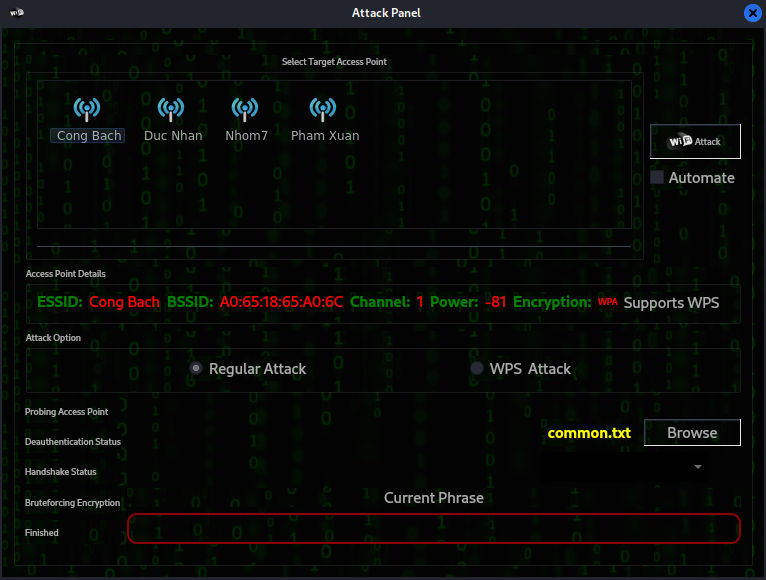 Attack Panel
Select Target Access Point
Cong Bach Duc Nhan Nhom7 Pham Xuan
WiFi Attack
Automate
Access Point Details
ESSID: Cong Bach BSSID: A0:65:18:65:A0:6C Channel: 1 Power: -81 Encryption: WPA Supports WPS
Attack Option
Regular Attack WPS Attack
Probing Access Point
common.txt Browse
Deauthentication Status
Handshake Status
Current Phrase
Bruteforcing Encryption
Finished